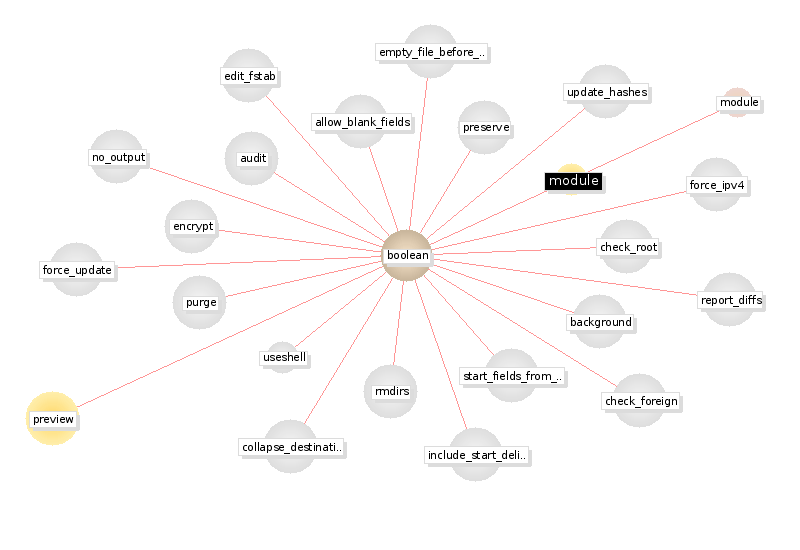 empty_file_before_..
edit_fstab
update_hashes
module
allow_blank_fields
preserve
no_output
audit
module
force_ipv4
encrypt
check_root
boolean
force_update
purge
report_diffs
background
useshell
start_fields_from_..
rmdirs
check_foreign
preview
collapse_destinati..
include_start_deli..